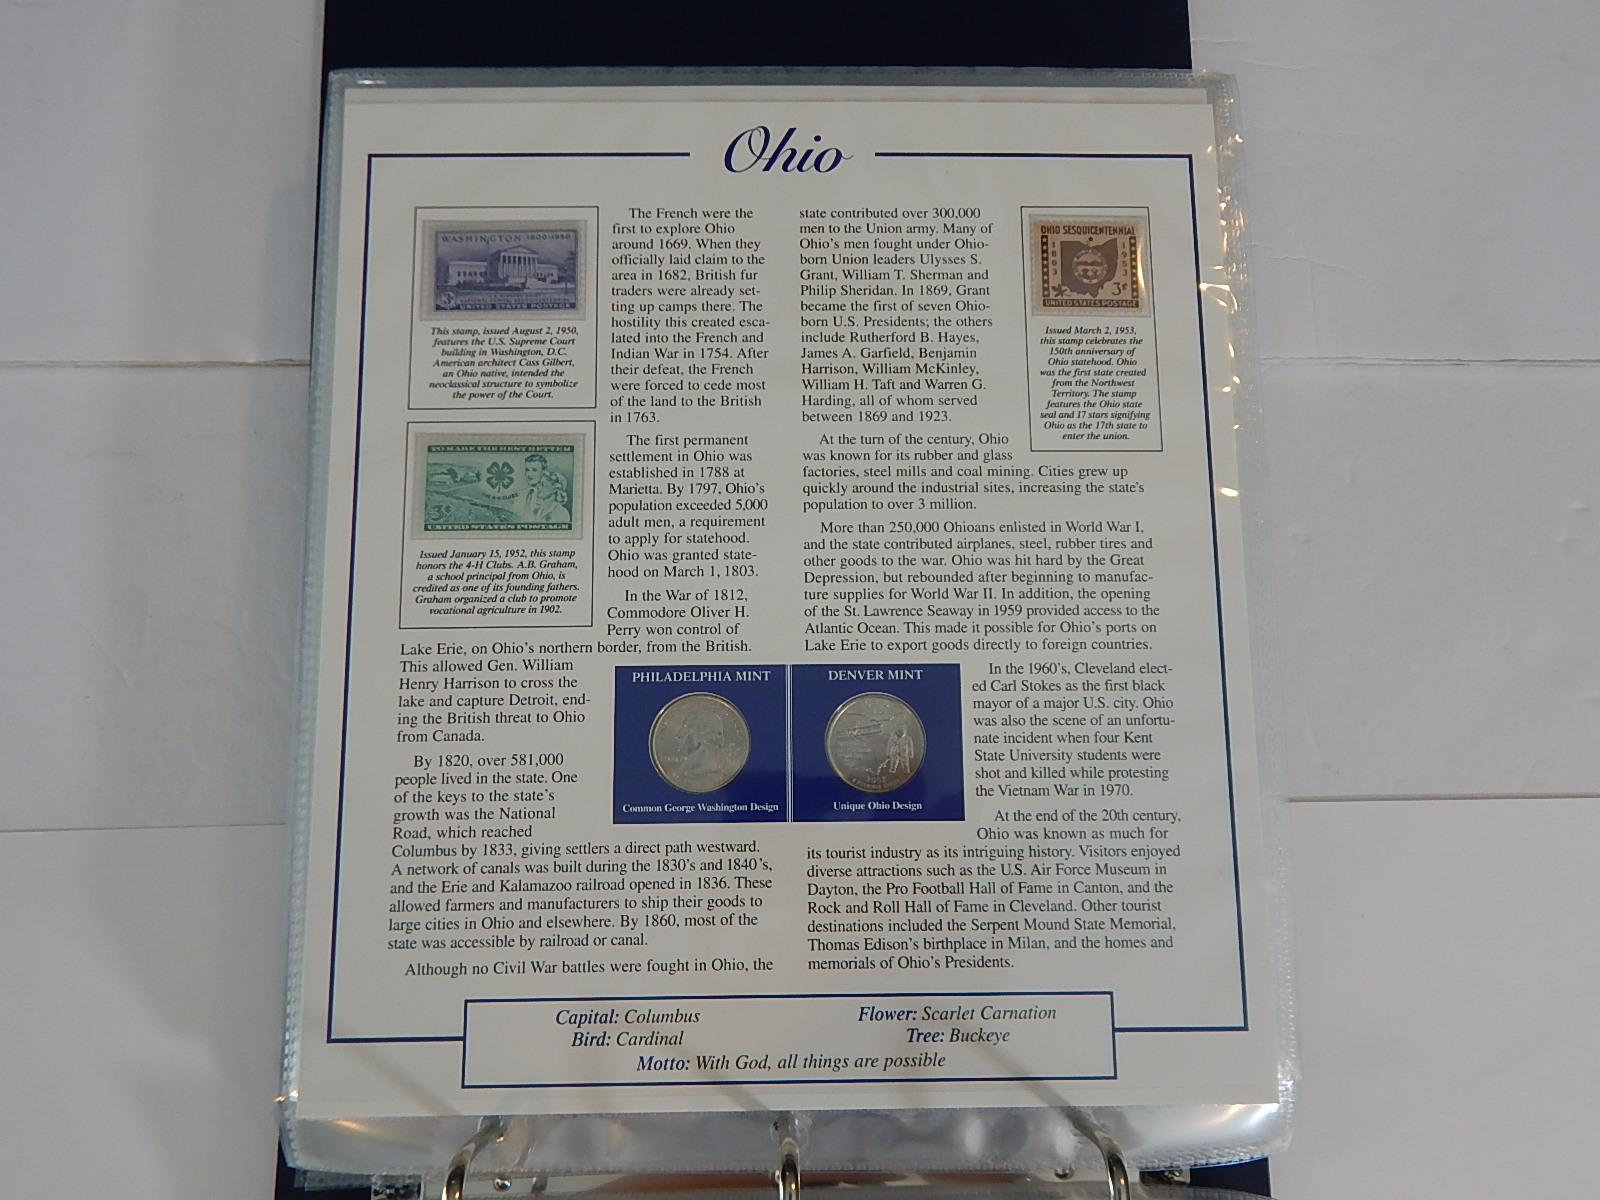 Ohio
WASHINGTON 1800-1950
3¢
UNITED STATES POSTAGE
This stamp, issued August 2, 1950,
features the U.S. Supreme Court
building in Washington, D.C.
American architect Cass Gilbert,
an Ohio native, intended the
neoclassical structure to symbolize
the power of the Court.
TO MAKE THE BEST BETTER
THE 4-H CLUBS
3¢
UNITED STATES POSTAGE
Issued January 15, 1952, this stamp
honors the 4-H Clubs. A.B. Graham,
a school principal from Ohio, is
credited as one of its founding fathers.
Graham organized a club to promote
vocational agriculture in 1902.
The French were the
first to explore Ohio
around 1669. When they
officially laid claim to the
area in 1682, British fur
traders were already set-
ting up camps there. The
hostility this created esca-
lated into the French and
Indian War in 1754. After
their defeat, the French
were forced to cede most
of the land to the British
in 1763.
The first permanent
settlement in Ohio was
established in 1788 at
Marietta. By 1797, Ohio's
population exceeded 5,000
adult men, a requirement
to apply for statehood.
Ohio was granted state-
hood on March 1, 1803.
In the War of 1812,
Commodore Oliver H.
Perry won control of
Lake Erie, on Ohio's northern border, from the British.
This allowed Gen. William
Henry Harrison to cross the
lake and capture Detroit, end-
ing the British threat to Ohio
from Canada.
By 1820, over 581,000
people lived in the state. One
of the keys to the state's
growth was the National
Road, which reached
Columbus by 1833, giving settlers a direct path westward.
A network of canals was built during the 1830's and 1840's,
and the Erie and Kalamazoo railroad opened in 1836. These
allowed farmers and manufacturers to ship their goods to
large cities in Ohio and elsewhere. By 1860, most of the
state was accessible by railroad or canal.
Although no Civil War battles were fought in Ohio, the
state contributed over 300,000
men to the Union army. Many of
Ohio's men fought under Ohio-
born Union leaders Ulysses S.
Grant, William T. Sherman and
Philip Sheridan. In 1869, Grant
became the first of seven Ohio-
born U.S. Presidents; the others
include Rutherford B. Hayes,
James A. Garfield, Benjamin
Harrison, William McKinley,
William H. Taft and Warren G.
Harding, all of whom served
between 1869 and 1923.
At the turn of the century, Ohio
was known for its rubber and glass
factories, steel mills and coal mining. Cities grew up
quickly around the industrial sites, increasing the state's
population to over 3 million.
More than 250,000 Ohioans enlisted in World War I,
and the state contributed airplanes, steel, rubber tires and
other goods to the war. Ohio was hit hard by the Great
Depression, but rebounded after beginning to manufac-
ture supplies for World War II. In addition, the opening
of the St. Lawrence Seaway in 1959 provided access to the
Atlantic Ocean. This made it possible for Ohio's ports on
Lake Erie to export goods directly to foreign countries.
In the 1960's, Cleveland elect-
ed Carl Stokes as the first black
mayor of a major U.S. city. Ohio
was also the scene of an unfortu-
nate incident when four Kent
State University students were
shot and killed while protesting
the Vietnam War in 1970.
At the end of the 20th century,
Ohio was known as much for
its tourist industry as its intriguing history. Visitors enjoyed
diverse attractions such as the U.S. Air Force Museum in
Dayton, the Pro Football Hall of Fame in Canton, and the
Rock and Roll Hall of Fame in Cleveland. Other tourist
destinations included the Serpent Mound State Memorial,
Thomas Edison's birthplace in Milan, and the homes and
memorials of Ohio's Presidents.
OHIO SESQUICENTENNIAL
1803
1953
3¢
UNITED STATES POSTAGE
Issued March 2, 1953,
this stamp celebrates the
150th anniversary of
Ohio statehood. Ohio
was the first state created
from the Northwest
Territory. The stamp
features the Ohio state
seal and 17 stars signifying
Ohio as the 17th state to
enter the union.
PHILADELPHIA MINT
LIBERTY
Common George Washington Design
DENVER MINT
2002
Unique Ohio Design
Capital: Columbus
Flower: Scarlet Carnation
Bird: Cardinal
Tree: Buckeye
Motto: With God, all things are possible